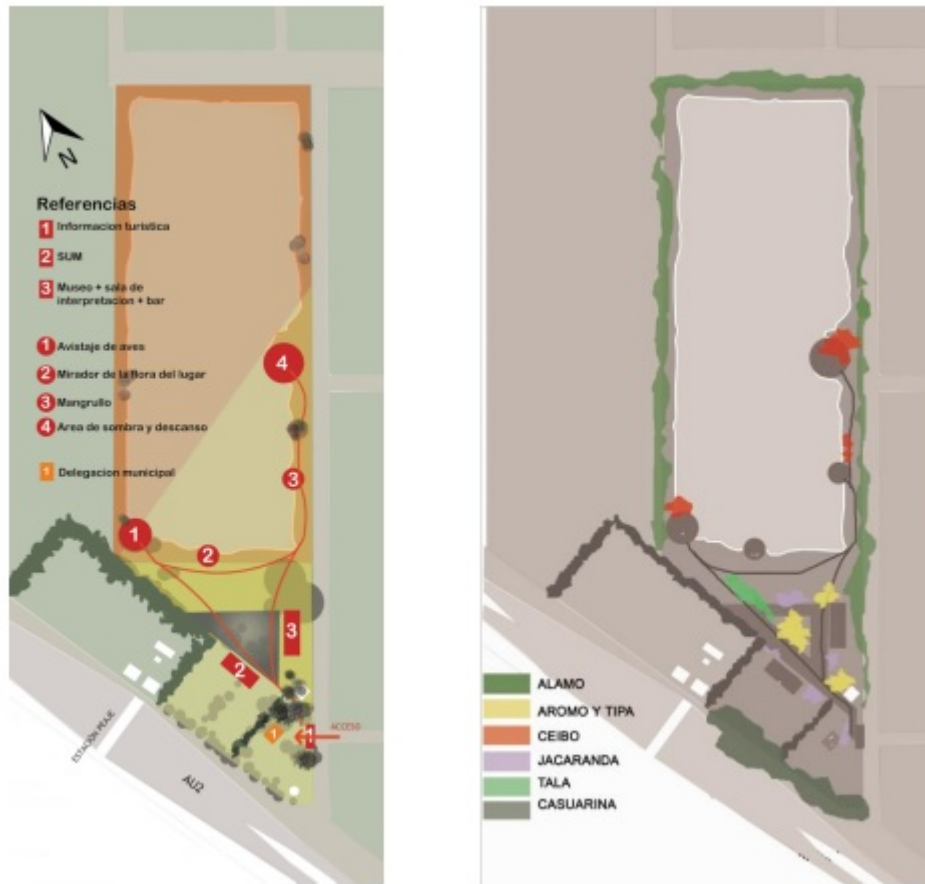 N
Referencias
1 Informacion turistica
2 SUM
3 Museo + sala de
interpretacion + bar
1 Avistaje de aves
2 Mirador de la flora del lugar
3 Mangrullo
4 Area de sombra y descanso
1 Delegacion municipal
4
3
1
2
3
2
1
1
ACCESO
ESTACIÓN PEAJE
AU2
ALAMO
AROMO Y TIPA
CEIBO
JACARANDA
TALA
CASUARINA